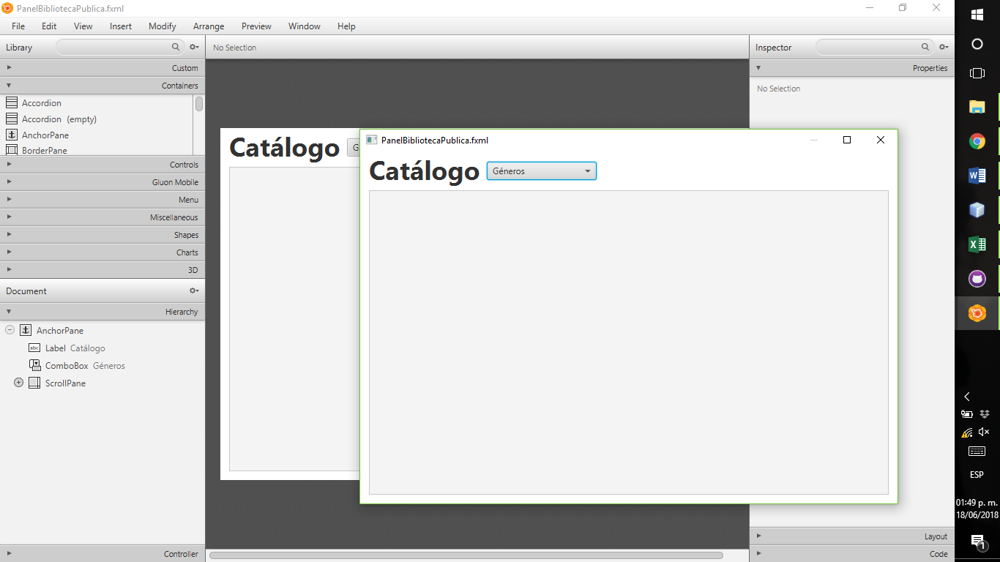 PanelBibliotecaPublica.fxml
File Edit View Insert Modify Arrange Preview Window Help
Library
No Selection
Inspector
Custom
Containers
Accordion
Accordion (empty)
AnchorPane
BorderPane
Controls
Gluon Mobile
Menu
Miscellaneous
Shapes
Charts
3D
Document
Hierarchy
AnchorPane
abc Label Catálogo
ComboBox Géneros
ScrollPane
Controller
Catálogo G
PanelBibliotecaPublica.fxml
Catálogo Géneros
Properties
No Selection
Layout
Code
ESP
01:49 p. m.
18/06/2018
1